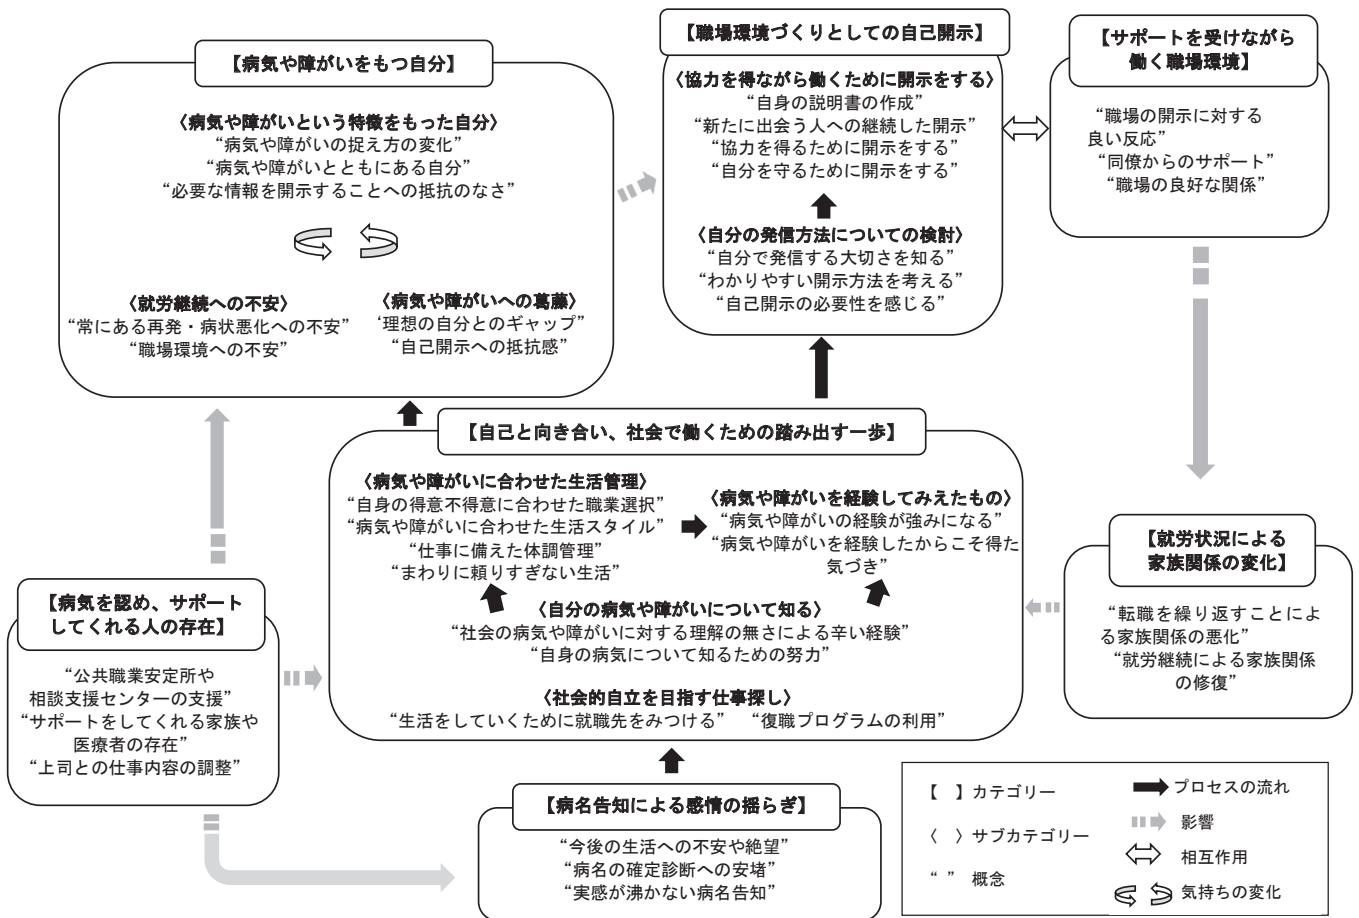 【病気や障がいをもつ自分】
〈病気や障がいという特徴をもった自分〉
“病気や障がいの捉え方の変化”
“病気や障がいとともにある自分”
“必要な情報を開示することへの抵抗のなさ”
〈就労継続への不安〉
“常にある再発・病状悪化への不安”
“職場環境への不安”
〈病気や障がいへの葛藤〉
‘理想の自分とのギャップ”
“自己開示への抵抗感”
【職場環境づくりとしての自己開示】
〈協力を得ながら働くために開示をする〉
“自身の説明書の作成”
“新たに出会う人への継続した開示”
“協力を得るために開示をする”
“自分を守るために開示をする”
〈自分の発信方法についての検討〉
“自分で発信する大切さを知る”
“わかりやすい開示方法を考える”
“自己開示の必要性を感じる”
【サポートを受けながら
働く職場環境】
“職場の開示に対する
良い反応”
“同僚からのサポート”
“職場の良好な関係”
【自己と向き合い、社会で働くための踏み出す一歩】
〈病気や障がいに合わせた生活管理〉
“自身の得意不得意に合わせた職業選択”
“病気や障がいに合わせた生活スタイル”
“仕事に備えた体調管理”
“まわりに頼りすぎない生活”
〈病気や障がいを経験してみえたもの〉
“病気や障がいの経験が強みになる”
“病気や障がいを経験したからこそ得た
気づき”
〈自分の病気や障がいについて知る〉
“社会の病気や障がいに対する理解の無さによる辛い経験”
“自身の病気について知るための努力”
〈社会的自立を目指す仕事探し〉
“生活をしていくために就職先をみつける” “復職プログラムの利用”
【就労状況による
家族関係の変化】
“転職を繰り返すことによ
る家族関係の悪化”
“就労継続による家族関係
の修復”
【病気を認め、サポート
してくれる人の存在】
“公共職業安定所や
相談支援センターの支援”
“サポートをしてくれる家族や
医療者の存在”
“上司との仕事内容の調整”
【病名告知による感情の揺らぎ】
“今後の生活への不安や絶望”
“病名の確定診断への安堵”
“実感が沸かない病名告知”
【 】カテゴリー
〈 〉サブカテゴリー
“ ” 概念
プロセスの流れ
影響
相互作用
気持ちの変化